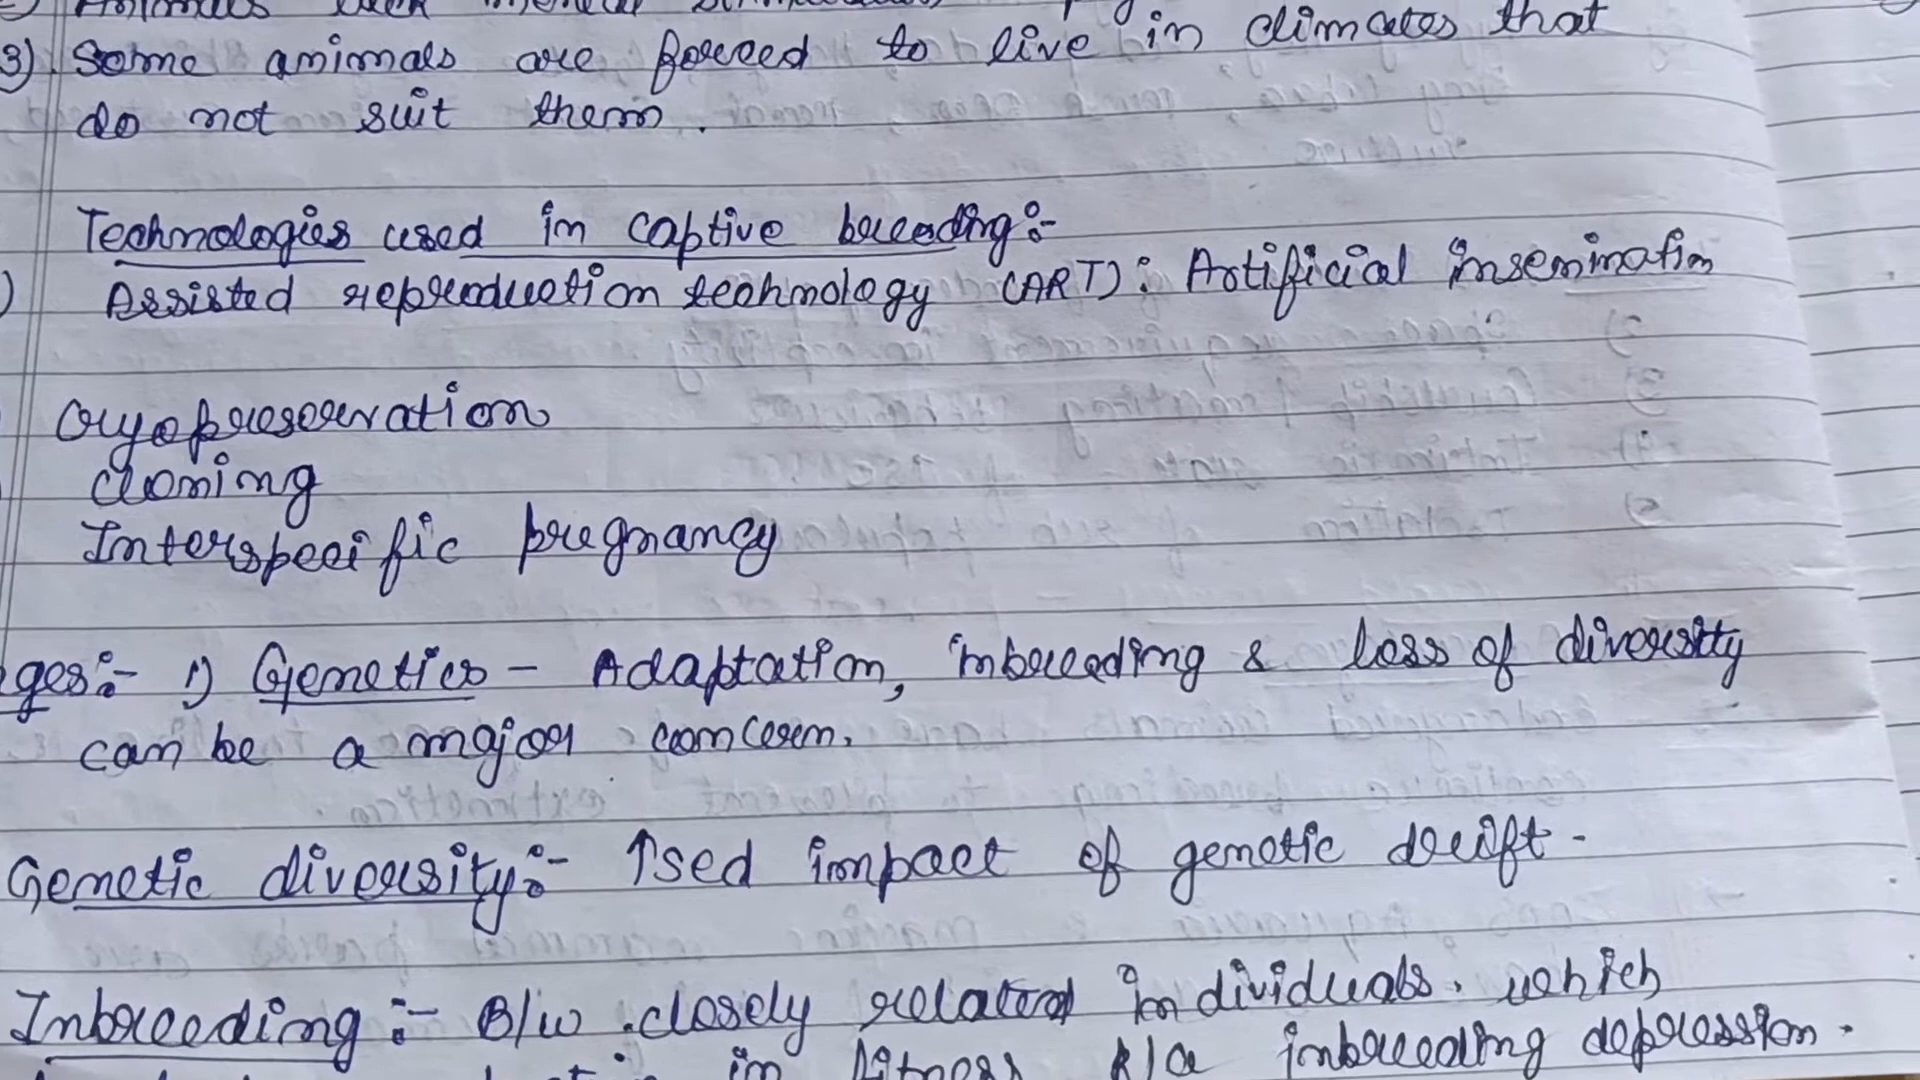 Animals lack mental
3) Some animals are forced to live in climates that
do not suit them.
Technologies used in captive breeding:-
) Assisted reproduction technology (ART): Artificial insemination
Cryopreservation
cloning
Interspecific pregnancy
ges:- 1) Genetics - Adaptation, inbreeding & loss of diversity
can be a major concern.
Genetic diversity:- ↑sed impact of genetic drift -
Inbreeding :- B/w closely related individuals. which
in fitness k/a inbreeding depression.